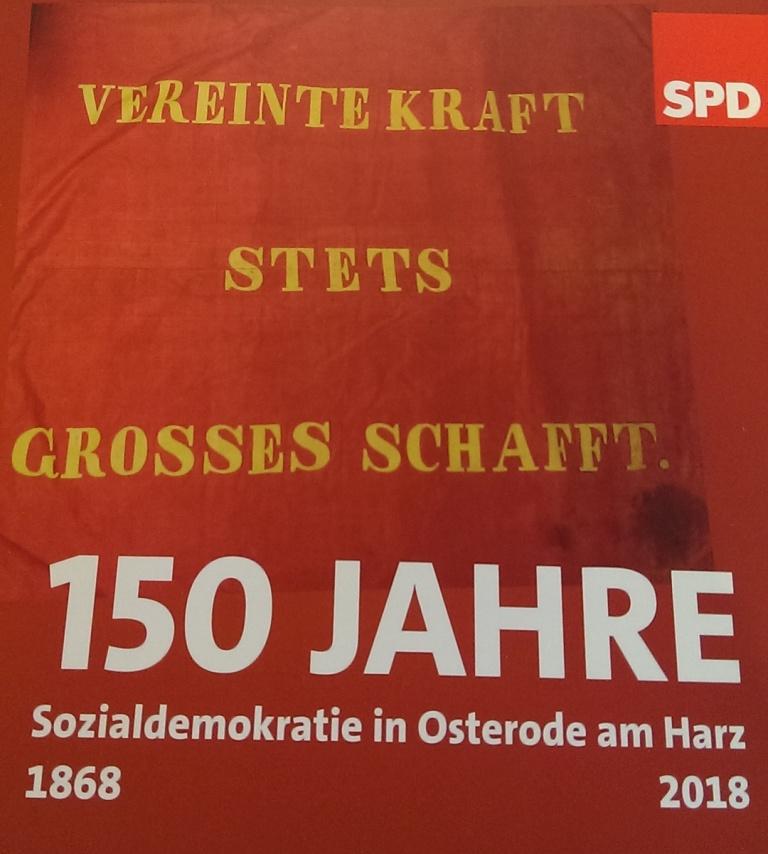 VEREINTE KRAFT
SPD
STETS
GROSSES SCHAFFT.
150 JAHRE
Sozialdemokratie in Osterode am Harz
1868 2018